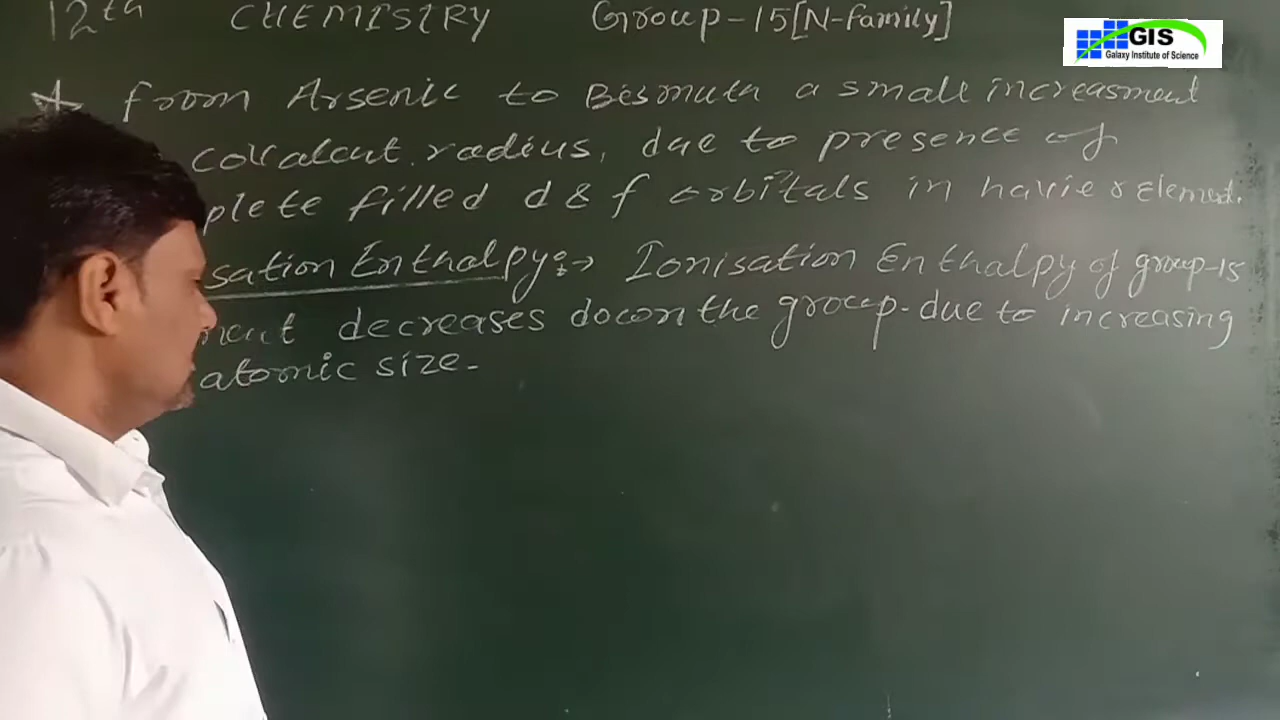 12th CHEMISTRY Group-15[N-family]
GIS
Galaxy Institute of Science
from Arsenic to Bismuth a small increasment
covalent radius, due to presence of
plete filled d & f orbitals in havier Element.
sation Enthalpy:→ Ionisation Enthalpy of group-15
ment decreases down the group-due to increasing
atomic size-